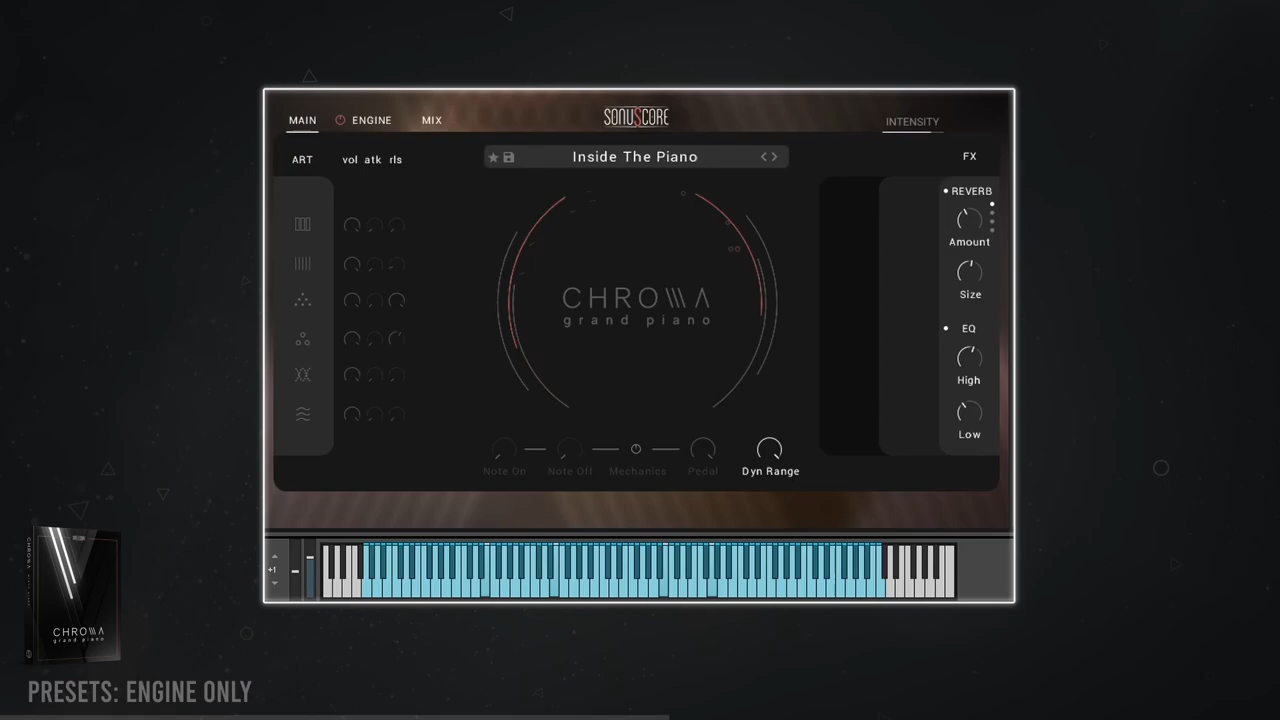 MAIN ENGINE MIX SONUSCORE INTENSITY
ART vol atk rls Inside The Piano FX
REVERB
Amount
Size
CHROMA
grand piano
EQ
High
Low
Note On Note Off Mechanics Pedal Dyn Range
+1
CHROMA
grand piano
PRESETS: ENGINE ONLY